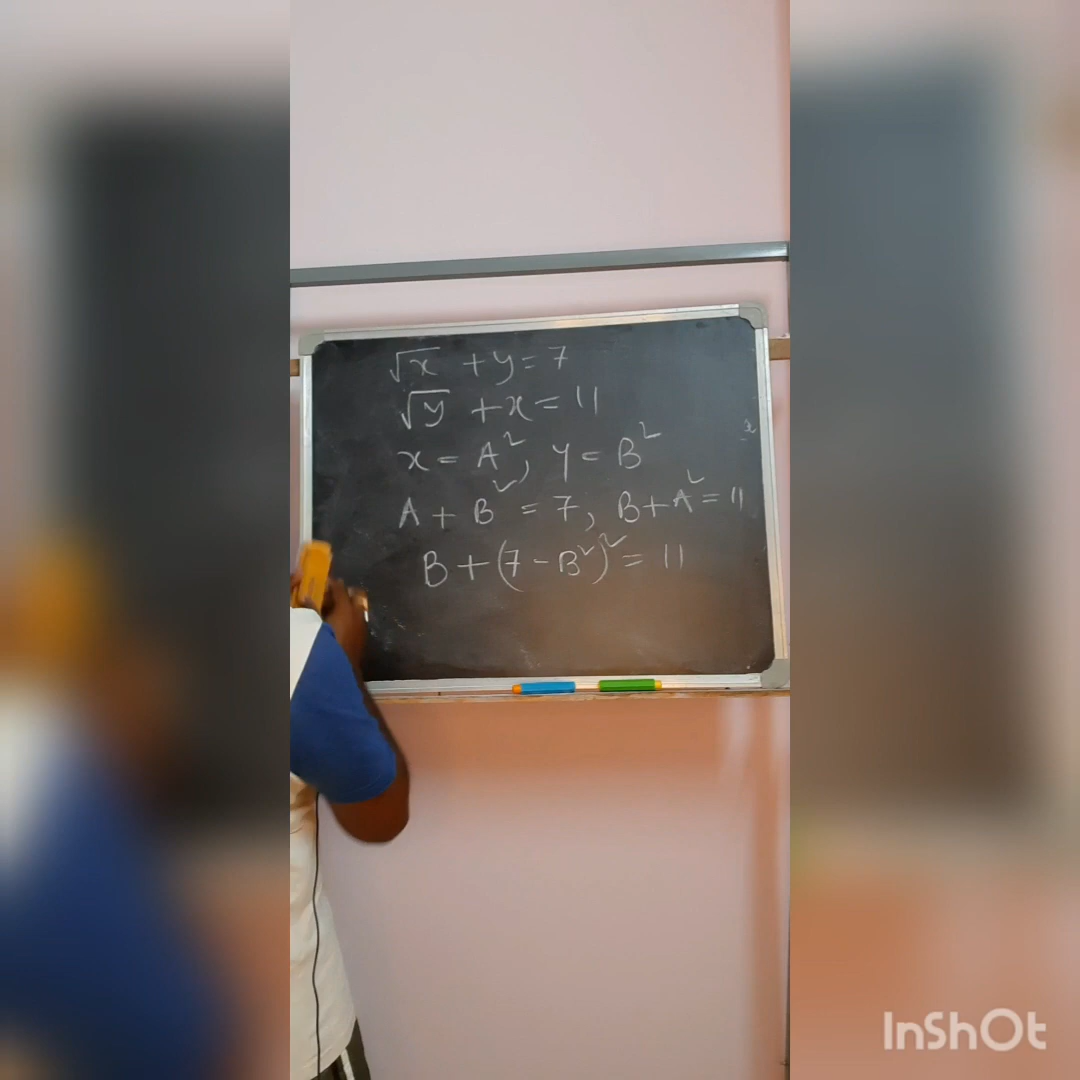 √x + y = 7
√y + x = 11
x = A², y = B²
A + B² = 7, B + A² = 11
B + (7 - B²)² = 11
InShOt